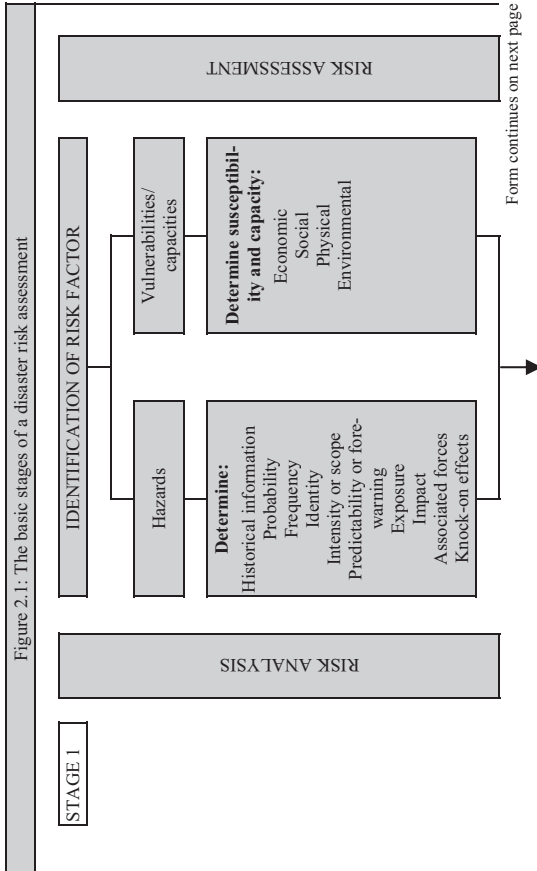 Figure 2.1: The basic stages of a disaster risk assessment
STAGE 1
RISK ANALYSIS
IDENTIFICATION OF RISK FACTOR
Hazards
Determine:
Historical information
Probability
Frequency
Identity
Intensity or scope
Predictability or fore-
warning
Exposure
Impact
Associated forces
Knock-on effects
Vulnerabilities/
capacities
Determine susceptibil-
ity and capacity:
Economic
Social
Physical
Environmental
RISK ASSESSMENT
Form continues on next page